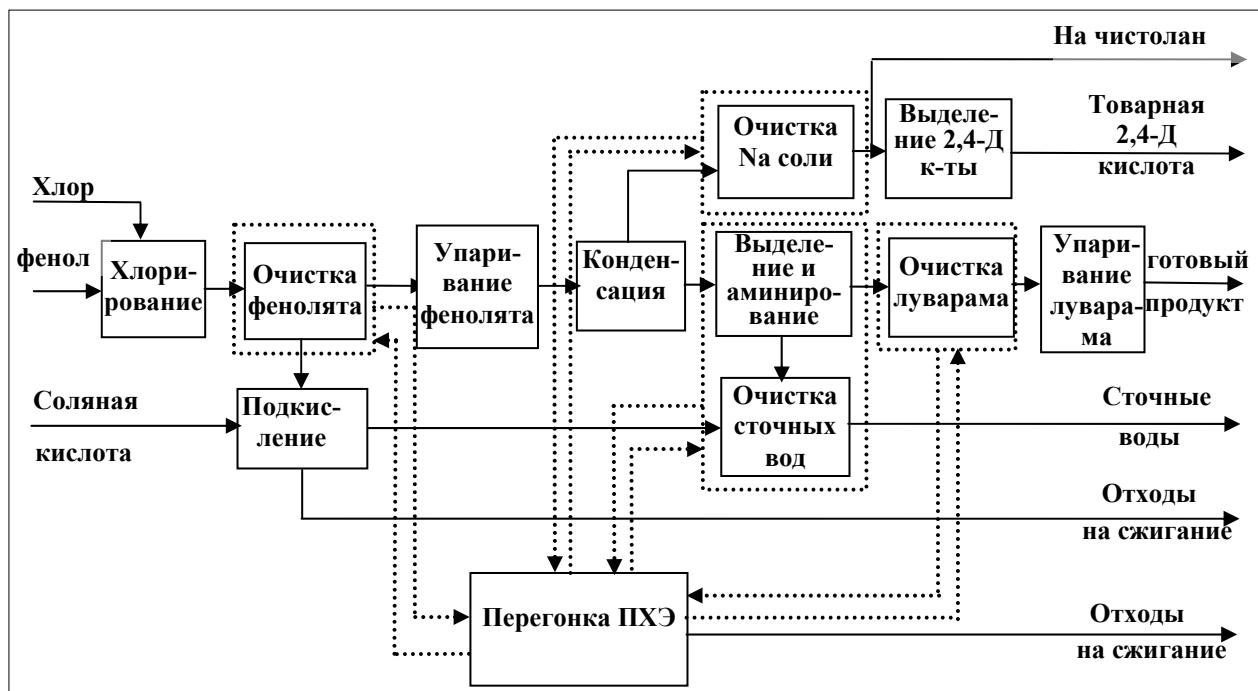 На чистолан
Очистка
Na соли
Выделе-
ние 2,4-Д
к-ты
Товарная
2,4-Д
кислота
Хлор
фенол
Хлори-
рование
Очистка
фенолята
Упари-
вание
фенолята
Конден-
сация
Выделе-
ние и
аминиро-
вание
Очистка
луварама
Упари-
вание
лувара-
ма
готовый
продукт
Соляная
кислота
Подкис-
ление
Очистка
сточных
вод
Сточные
воды
Отходы
на сжигание
Перегонка ПХЭ
Отходы
на сжигание